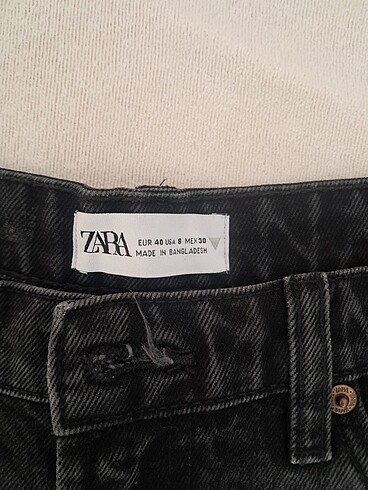 ZARA
EUR 40 USA 8 MEX 30
MADE IN BANGLADESH